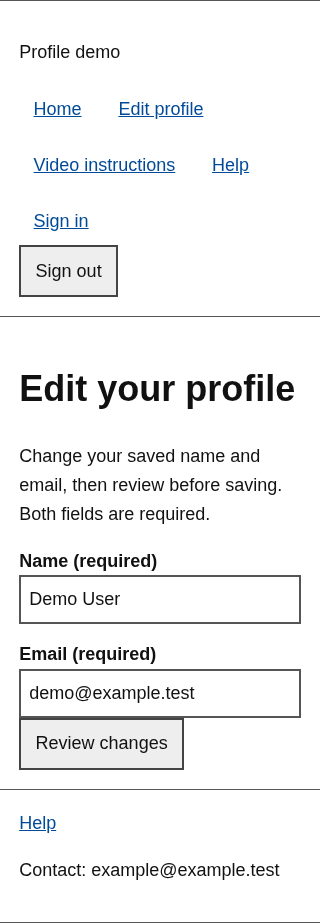 Profile demo
Home Edit profile
Video instructions Help
Sign in
Sign out
Edit your profile
Change your saved name and
email, then review before saving.
Both fields are required.
Name (required)
Demo User
Email (required)
demo@example.test
Review changes
Help
Contact: example@example.test